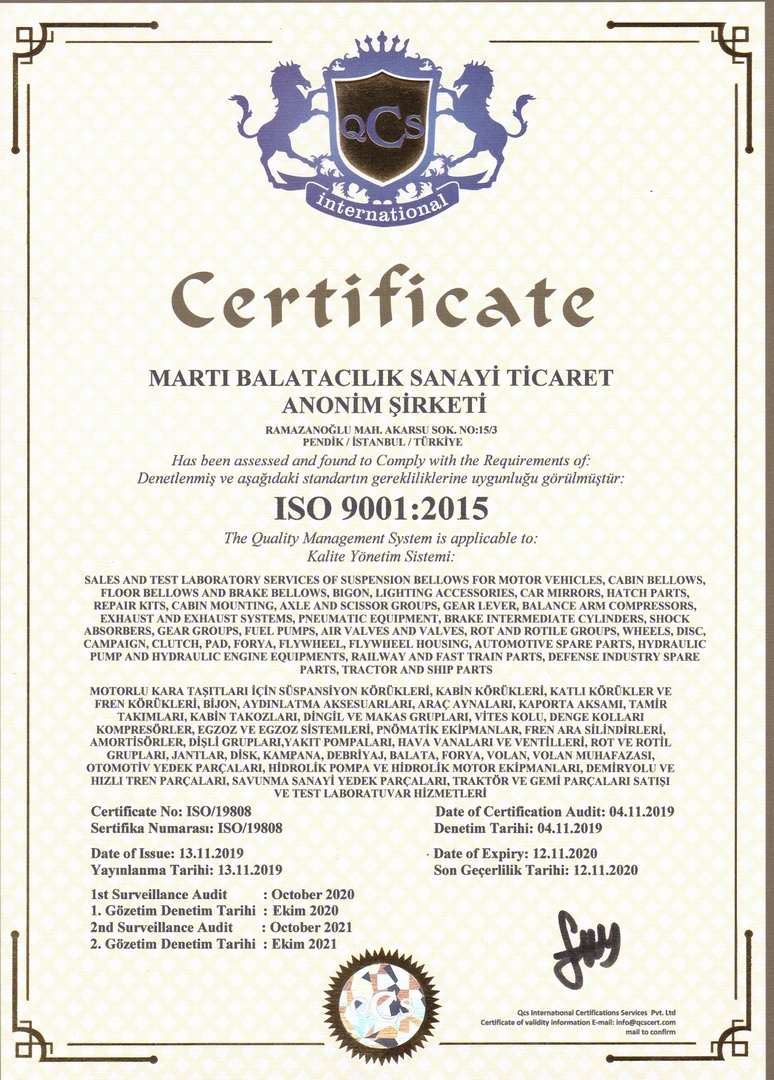 QCS
international
Certificate
MARTI BALATACILIK SANAYİ TİCARET
ANONİM ŞİRKETİ
RAMAZANOĞLU MAH. AKARSU SOK. NO:15/3
PENDİK / İSTANBUL / TÜRKİYE
Has been assessed and found to Comply with the Requirements of:
Denetlenmiş ve aşağıdaki standartın gerekliliklerine uygunluğu görülmüştür:
ISO 9001:2015
The Quality Management System is applicable to:
Kalite Yönetim Sistemi:
SALES AND TEST LABORATORY SERVICES OF SUSPENSION BELLOWS FOR MOTOR VEHICLES, CABIN BELLOWS,
FLOOR BELLOWS AND BRAKE BELLOWS, BIGON, LIGHTING ACCESSORIES, CAR MIRRORS, HATCH PARTS,
REPAIR KITS, CABIN MOUNTING, AXLE AND SCISSOR GROUPS, GEAR LEVER, BALANCE ARM COMPRESSORS,
EXHAUST AND EXHAUST SYSTEMS, PNEUMATIC EQUIPMENT, BRAKE INTERMEDIATE CYLINDERS, SHOCK
ABSORBERS, GEAR GROUPS, FUEL PUMPS, AIR VALVES AND VALVES, ROT AND ROTILE GROUPS, WHEELS, DISC,
CAMPAIGN, CLUTCH, PAD, FORYA, FLYWHEEL, FLYWHEEL HOUSING, AUTOMOTIVE SPARE PARTS, HYDRAULIC
PUMP AND HYDRAULIC ENGINE EQUIPMENTS, RAILWAY AND FAST TRAIN PARTS, DEFENSE INDUSTRY SPARE
PARTS, TRACTOR AND SHIP PARTS
MOTORLU KARA TAŞITLARI İÇİN SÜSPANSİYON KÖRÜKLERİ, KABİN KÖRÜKLERİ, KATLI KÖRÜKLER VE
FREN KÖRÜKLERİ, BİJON, AYDINLATMA AKSESUARLARI, ARAÇ AYNALARI, KAPORTA AKSAMI, TAMİR
TAKIMLARI, KABİN TAKOZLARI, DİNGİL VE MAKAS GRUPLARI, VİTES KOLU, DENGE KOLLARI
KOMPRESÖRLER, EGZOZ VE EGZOZ SİSTEMLERİ, PNÖMATİK EKİPMANLAR, FREN ARA SİLİNDİRLERİ,
AMORTİSÖRLER, DİŞLİ GRUPLARI,YAKIT POMPALARI, HAVA VANALARI VE VENTİLLERİ, ROT VE ROTİL
GRUPLARI, JANTLAR, DİSK, KAMPANA, DEBRİYAJ, BALATA, FORYA, VOLAN, VOLAN MUHAFAZASI,
OTOMOTİV YEDEK PARÇALARI, HİDROLİK POMPA VE HİDROLİK MOTOR EKİPMANLARI, DEMİRYOLU VE
HIZLI TREN PARÇALARI, SAVUNMA SANAYİ YEDEK PARÇALARI, TRAKTÖR VE GEMİ PARÇALARI SATIŞI
VE TEST LABORATUVAR HİZMETLERİ
Certificate No: ISO/19808
Date of Certification Audit: 04.11.2019
Sertifika Numarası: ISO/19808
Denetim Tarihi: 04.11.2019
Date of Issue: 13.11.2019
Date of Expiry: 12.11.2020
Yayınlanma Tarihi: 13.11.2019
Son Geçerlilik Tarihi: 12.11.2020
1st Surveillance Audit : October 2020
1. Gözetim Denetim Tarihi : Ekim 2020
2nd Surveillance Audit : October 2021
2. Gözetim Denetim Tarihi : Ekim 2021
QCS
Qcs International Certifications Services Pvt. Ltd
Certificate of validity information E-mail: info@qcscert.com
mail to confirm